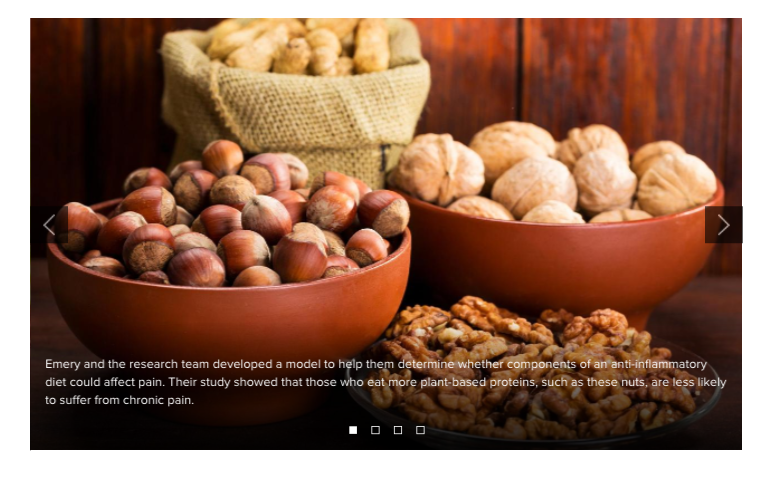 Emery and the research team developed a model to help them determine whether components of an anti-inflammatory
diet could affect pain. Their study showed that those who eat more plant-based proteins, such as these nuts, are less likely
to suffer from chronic pain.